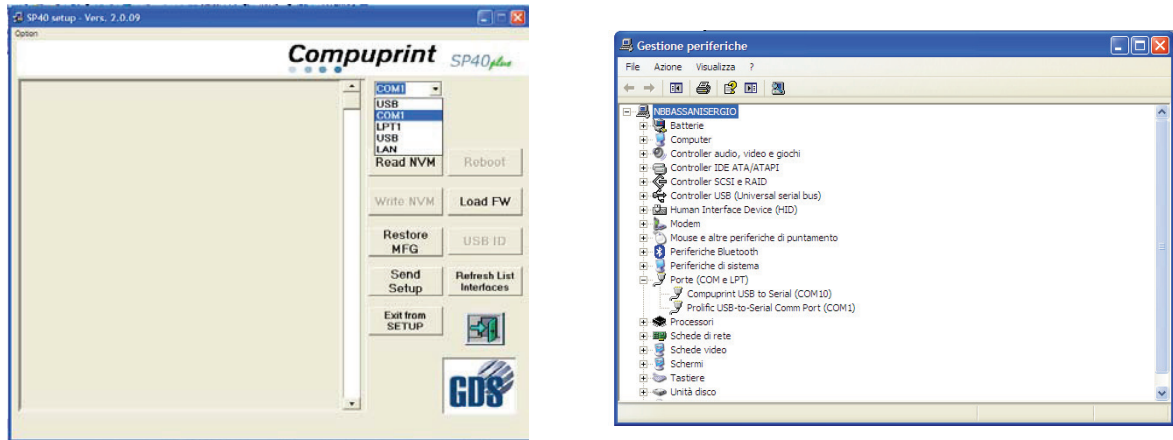 SP40 setup - Vers. 2.0.09
Option
Compuprint SP40plus
COM1
USB
COM1
LPT1
USB
LAN
Read NVM
Reboot
Write NVM
Load FW
Restore
MFG
USB ID
Send
Setup
Refresh List
Interfaces
Exit from
SETUP
GDS
Gestione periferiche
File Azione Visualizza ?
NBBASSANISERGIO
Batterie
Computer
Controller audio, video e giochi
Controller IDE ATA/ATAPI
Controller SCSI e RAID
Controller USB (Universal serial bus)
Human Interface Device (HID)
Modem
Mouse e altre periferiche di puntamento
Periferiche Bluetooth
Periferiche di sistema
Porte (COM e LPT)
Compuprint USB to Serial (COM10)
Prolific USB-to-Serial Comm Port (COM1)
Processori
Schede di rete
Schede video
Schermi
Tastiere
Unità disco